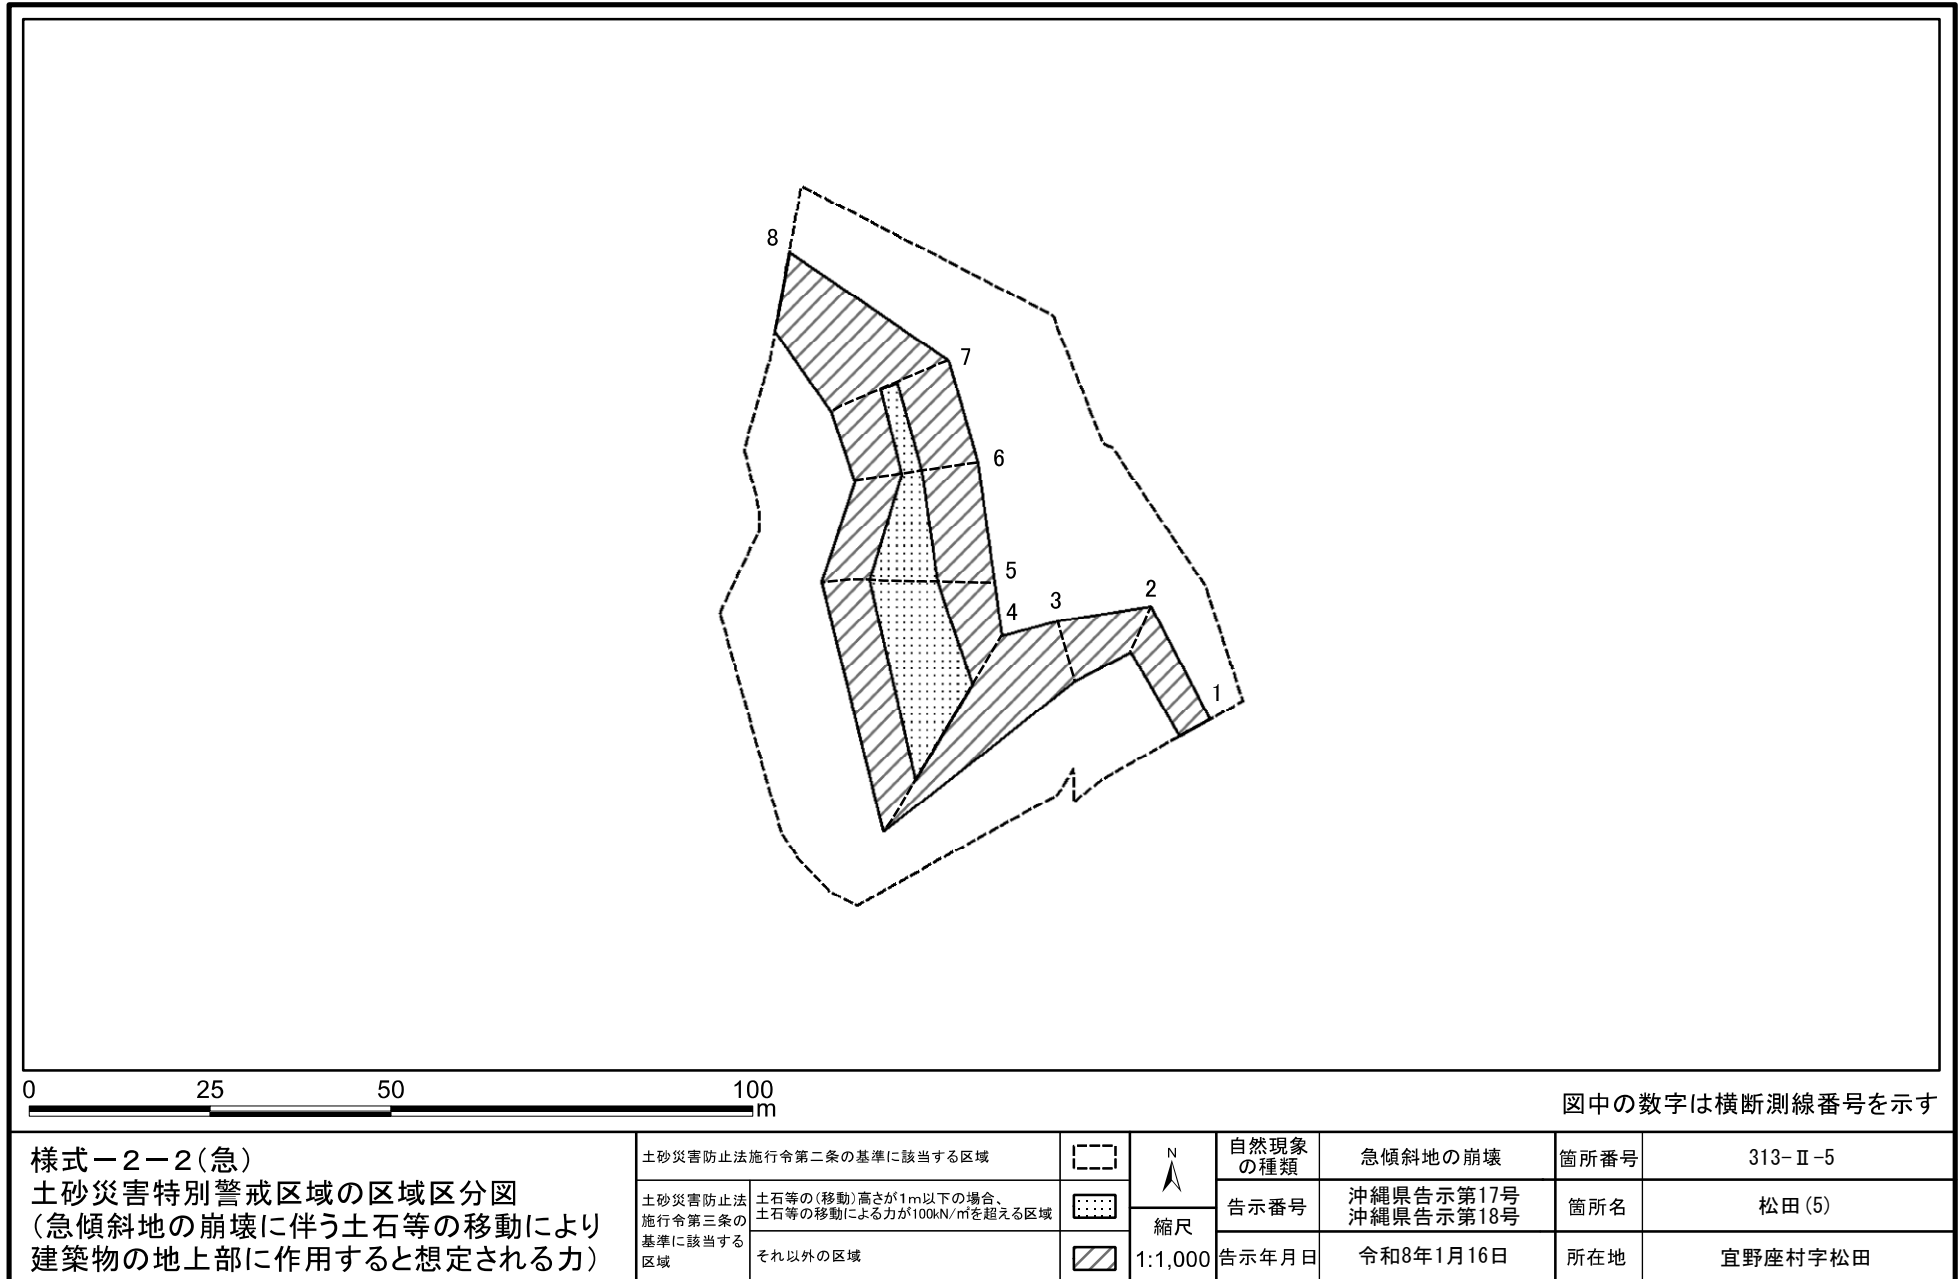 8
7
6
5
4
3
2
1
0 25 50 100
m
図中の数字は横断測線番号を示す
様式－2－2(急)
土砂災害特別警戒区域の区域区分図
(急傾斜地の崩壊に伴う土石等の移動により
建築物の地上部に作用すると想定される力)
土砂災害防止法施行令第二条の基準に該当する区域
土砂災害防止法
施行令第三条の
基準に該当する
区域
土石等の(移動)高さが1m以下の場合、
土石等の移動による力が100kN/㎡を超える区域
それ以外の区域
N
縮尺
1:1,000
自然現象
の種類
急傾斜地の崩壊
箇所番号
313-Ⅱ-5
告示番号
沖縄県告示第17号
沖縄県告示第18号
箇所名
松田(5)
告示年月日
令和8年1月16日
所在地
宜野座村字松田